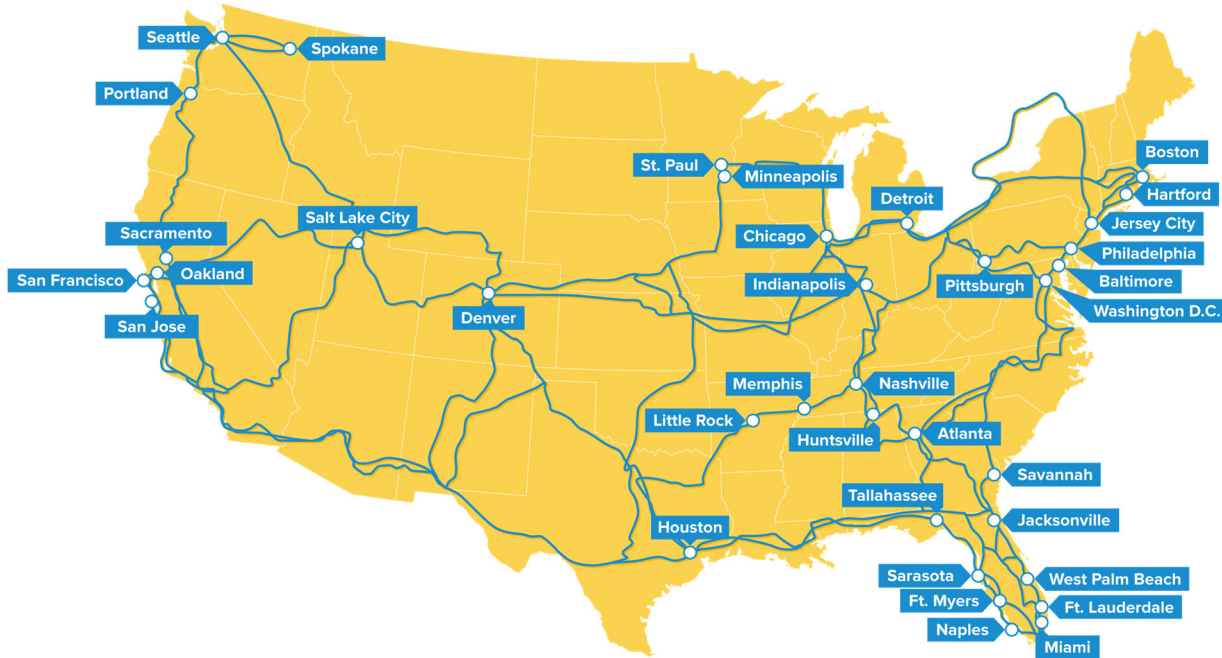 Seattle
Spokane
Portland
St. Paul
Minneapolis
Boston
Hartford
Detroit
Salt Lake City
Jersey City
Sacramento
Chicago
Philadelphia
San Francisco
Oakland
Indianapolis
Pittsburgh
Baltimore
Washington D.C.
San Jose
Denver
Memphis
Nashville
Little Rock
Huntsville
Atlanta
Savannah
Tallahassee
Houston
Jacksonville
Sarasota
West Palm Beach
Ft. Myers
Ft. Lauderdale
Naples
Miami